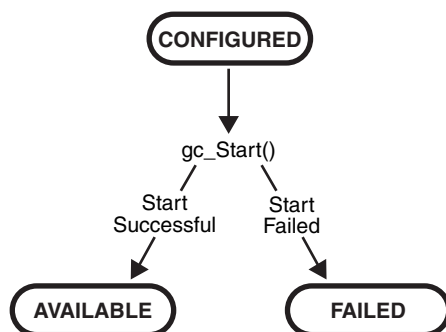 CONFIGURED
gc_Start()
Start
Successful
Start
Failed
AVAILABLE
FAILED